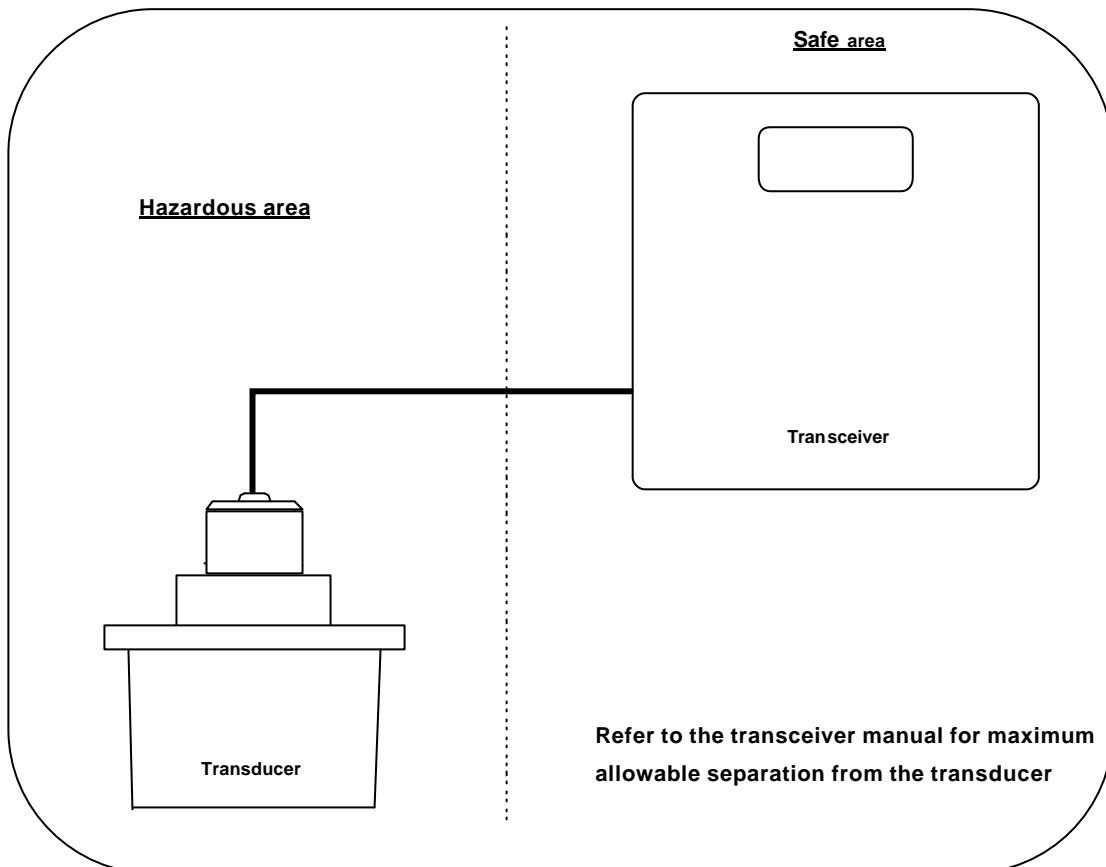 Safe area
Hazardous area
Transceiver
Transducer
Refer to the transceiver manual for maximum
allowable separation from the transducer